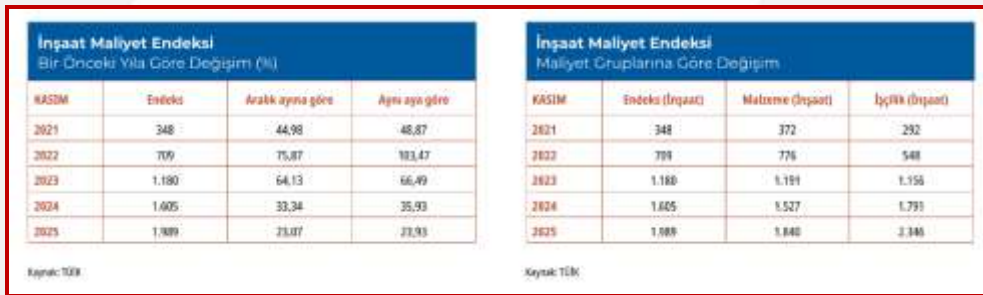 İnşaat Maliyet Endeksi
Bir Önceki Yıla Göre Değişim (%)
KASIM Endeks Aralık ayına göre Aynı aya göre
2021 348 44,98 48,87
2022 709 75,87 103,47
2023 1.180 64,13 66,49
2024 1.605 33,34 35,93
2025 1.989 23,07 23,93
Kaynak: TÜİK
İnşaat Maliyet Endeksi
Maliyet Gruplarına Göre Değişim
KASIM Endeks (İnşaat) Malzeme (İnşaat) İşçilik (İnşaat)
2021 348 372 292
2022 709 776 548
2023 1.180 1.191 1.156
2024 1.605 1.527 1.791
2025 1.989 1.840 2.346
Kaynak: TÜİK